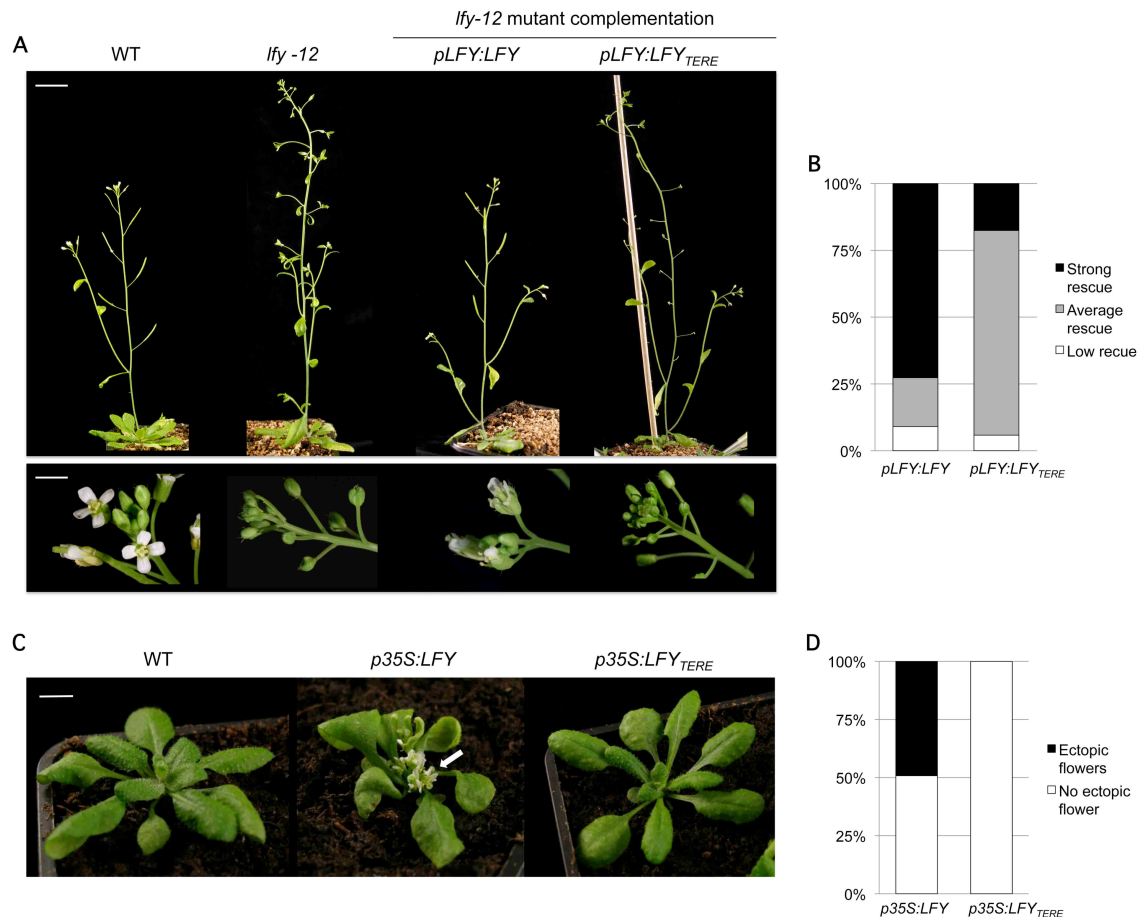 lfy-12 mutant complementation
A
WT
lfy -12
pLFY:LFY
pLFY:LFYTERE
B
100%
75%
50%
25%
0%
Strong
rescue
Average
rescue
Low recue
pLFY:LFY
pLFY:LFYTERE
C
WT
p35S:LFY
p35S:LFYTERE
D
100%
75%
50%
25%
0%
Ectopic
flowers
No ectopic
flower
p35S:LFY
p35S:LFYTERE